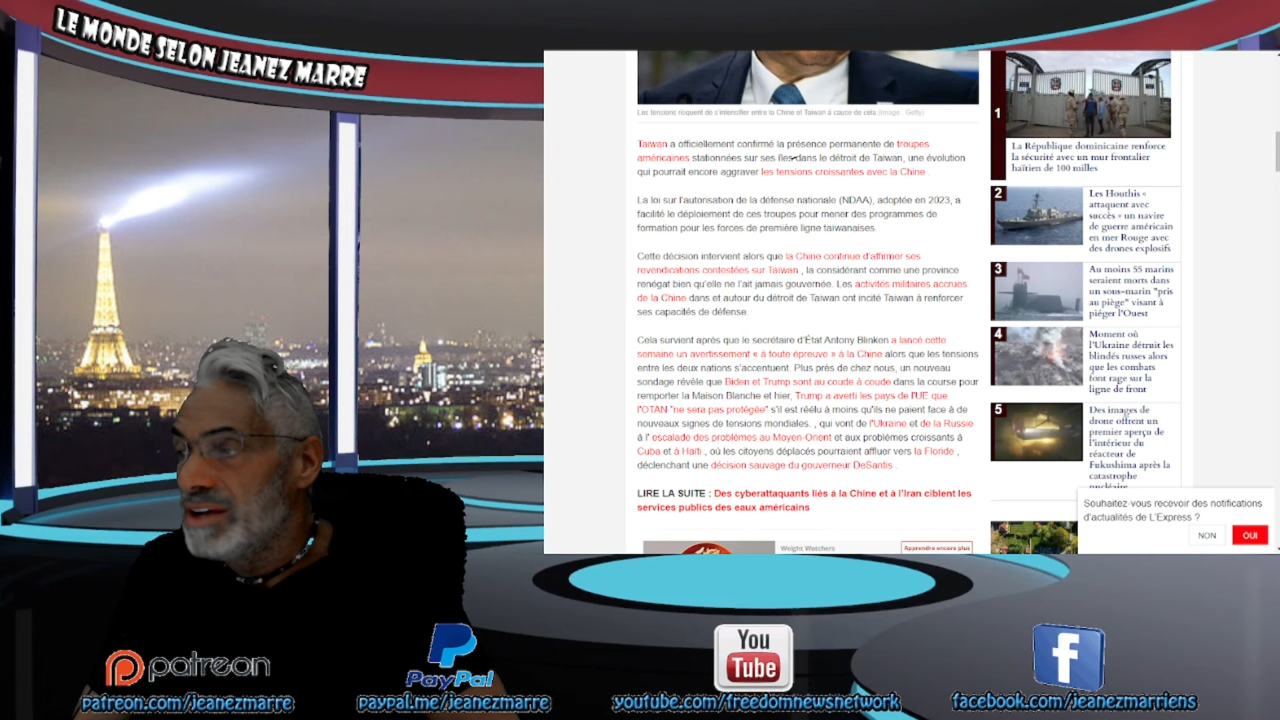 LE MONDE SELON JEANEZ MARRE
Les tensions risquent de s'intensifier entre la Chine et Taiwan à cause de cela (Image : Getty)
Taiwan a officiellement confirmé la présence permanente de troupes
américaines stationnées sur ses îles dans le détroit de Taiwan, une évolution
qui pourrait encore aggraver les tensions croissantes avec la Chine .
La loi sur l'autorisation de la défense nationale (NDAA), adoptée en 2023, a
facilité le déploiement de ces troupes pour mener des programmes de
formation pour les forces de première ligne taiwanaises.
Cette décision intervient alors que la Chine continue d'affirmer ses
revendications contestées sur Taiwan , la considérant comme une province
renégat bien qu'elle ne l'ait jamais gouvernée. Les activités militaires accrues
de la Chine dans et autour du détroit de Taiwan ont incité Taiwan à renforcer
ses capacités de défense.
Cela survient après que le secrétaire d'État Antony Blinken a lancé cette
semaine un avertissement « à toute épreuve » à la Chine alors que les tensions
entre les deux nations s'accentuent. Plus près de chez nous, un nouveau
sondage révèle que Biden et Trump sont au coude à coude dans la course pour
remporter la Maison Blanche et hier, Trump a averti les pays de l'UE que
l'OTAN "ne sera pas protégée" s'il est réélu à moins qu'ils ne paient face à de
nouveaux signes de tensions mondiales. , qui vont de l'Ukraine et de la Russie
à l' escalade des problèmes au Moyen-Orient et aux problèmes croissants à
Cuba et à Haïti , où les citoyens déplacés pourraient affluer vers la Floride ,
déclenchant une décision sauvage du gouverneur DeSantis .
LIRE LA SUITE : Des cyberattaquants liés à la Chine et à l'Iran ciblent les
services publics des eaux américains
Weight Watchers
Apprendre encore plus
1
La République dominicaine renforce
la sécurité avec un mur frontalier
haïtien de 100 milles
2
Les Houthis «
attaquent avec
succès » un navire
de guerre américain
en mer Rouge avec
des drones explosifs
3
Au moins 55 marins
seraient morts dans
un sous-marin "pris
au piège" visant à
piéger l'Ouest
4
Moment où
l'Ukraine détruit les
blindés russes alors
que les combats
font rage sur la
ligne de front
5
Des images de
drone offrent un
premier aperçu de
l'intérieur du
réacteur de
Fukushima après la
catastrophe
nucléaire
Souhaitez-vous recevoir des notifications
d'actualités de L'Express ?
NON
OUI
patreon
patreon.com/jeanezmarre
PayPal
paypal.me/jeanezmarre
You
Tube
youtube.com/freedomnewsnetwork
f
facebook.com/jeanezmarriens